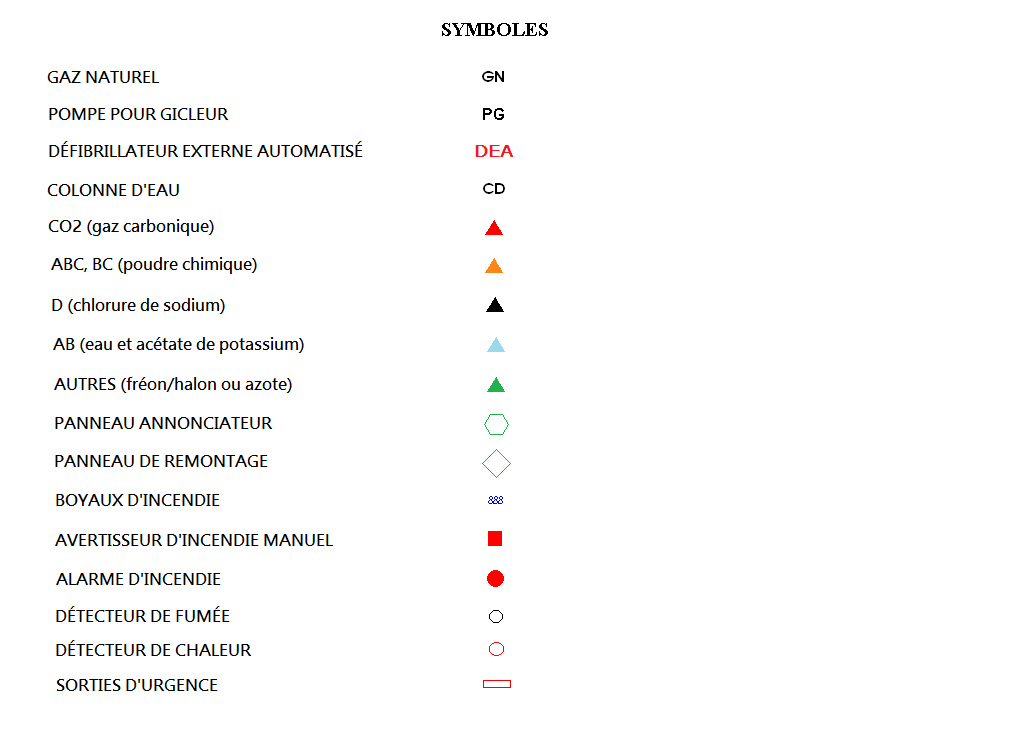 SYMBOLES
GAZ NATUREL GN
POMPE POUR GICLEUR PG
DÉFIBRILLATEUR EXTERNE AUTOMATISÉ DEA
COLONNE D'EAU CD
CO2 (gaz carbonique)
ABC, BC (poudre chimique)
D (chlorure de sodium)
AB (eau et acétate de potassium)
AUTRES (fréon/halon ou azote)
PANNEAU ANNONCIATEUR
PANNEAU DE REMONTAGE
BOYAUX D'INCENDIE 888
AVERTISSEUR D'INCENDIE MANUEL
ALARME D'INCENDIE
DÉTECTEUR DE FUMÉE
DÉTECTEUR DE CHALEUR
SORTIES D'URGENCE